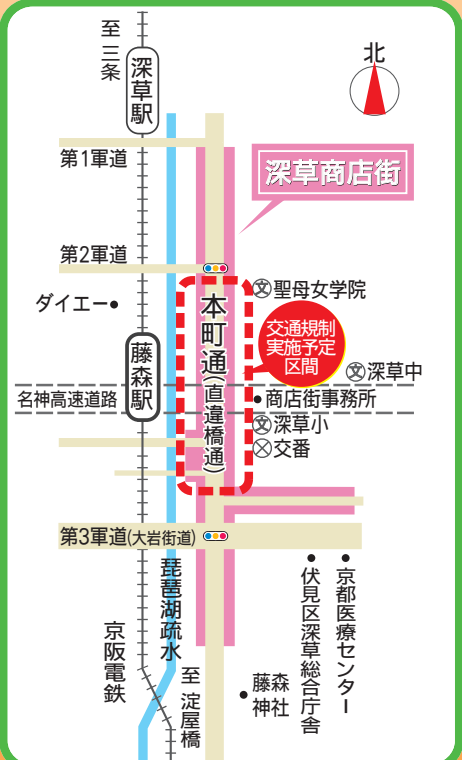 至 三条
深草駅
北
第1軍道
深草商店街
第2軍道
聖母女学院
ダイエー
本町通(直違橋通)
交通規制
実施予定
区間
藤森駅
文深草中
名神高速道路
商店街事務所
文深草小
交番
第3軍道(大岩街道)
琵琶湖疏水
伏見区深草総合庁舎
京都医療センター
京阪電鉄
至 淀屋橋
藤森
神社